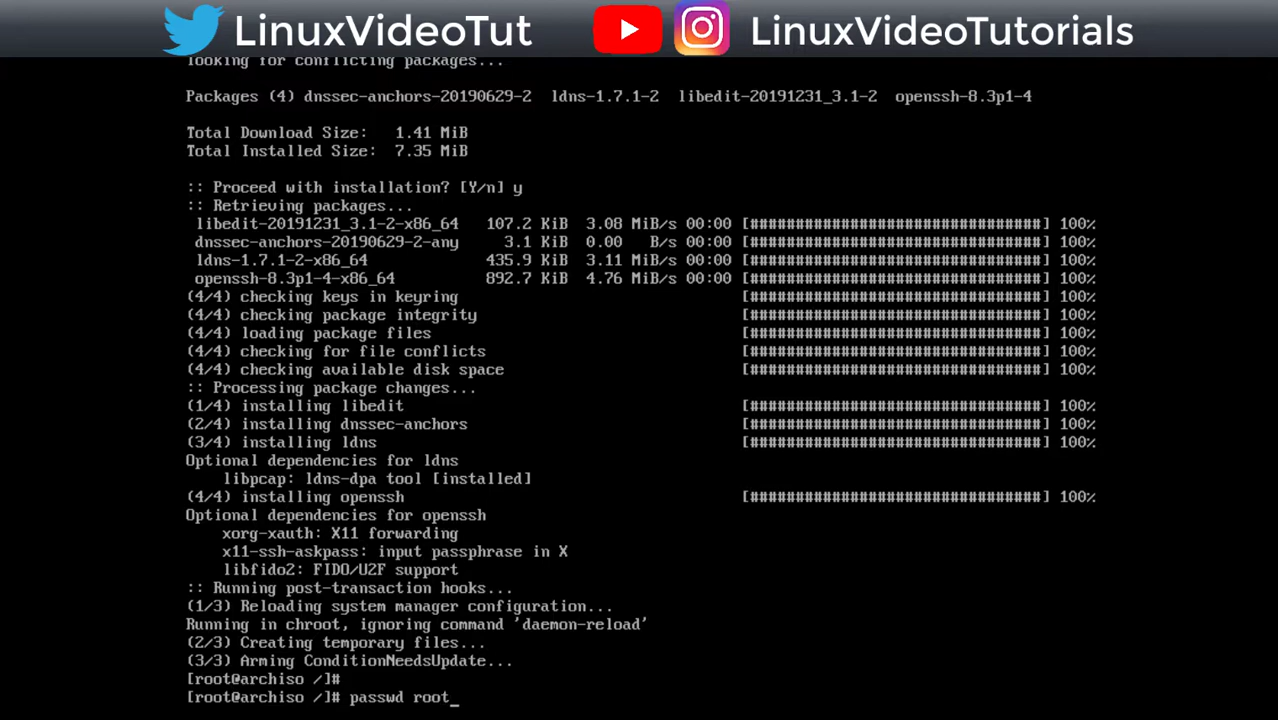 LinuxVideoTut LinuxVideoTutorials
looking for conflicting packages...
Packages (4) dnssec-anchors-20190629-2 ldns-1.7.1-2 libedit-20191231_3.1-2 openssh-8.3p1-4
Total Download Size: 1.41 MiB
Total Installed Size: 7.35 MiB
:: Proceed with installation? [Y/n] y
:: Retrieving packages...
libedit-20191231_3.1-2-x86_64 107.2 KiB 3.08 MiB/s 00:00 [################################] 100%
dnssec-anchors-20190629-2-any 3.1 KiB 0.00 B/s 00:00 [################################] 100%
ldns-1.7.1-2-x86_64 435.9 KiB 3.11 MiB/s 00:00 [################################] 100%
openssh-8.3p1-4-x86_64 892.7 KiB 4.76 MiB/s 00:00 [################################] 100%
(4/4) checking keys in keyring [################################] 100%
(4/4) checking package integrity [################################] 100%
(4/4) loading package files [################################] 100%
(4/4) checking for file conflicts [################################] 100%
(4/4) checking available disk space [################################] 100%
:: Processing package changes...
(1/4) installing libedit [################################] 100%
(2/4) installing dnssec-anchors [################################] 100%
(3/4) installing ldns [################################] 100%
Optional dependencies for ldns
libpcap: ldns-dpa tool [installed]
(4/4) installing openssh [################################] 100%
Optional dependencies for openssh
xorg-xauth: X11 forwarding
x11-ssh-askpass: input passphrase in X
libfido2: FIDO/U2F support
:: Running post-transaction hooks...
(1/3) Reloading system manager configuration...
Running in chroot, ignoring command 'daemon-reload'
(2/3) Creating temporary files...
(3/3) Arming ConditionNeedsUpdate...
[root@archiso /]#
[root@archiso /]# passwd root_